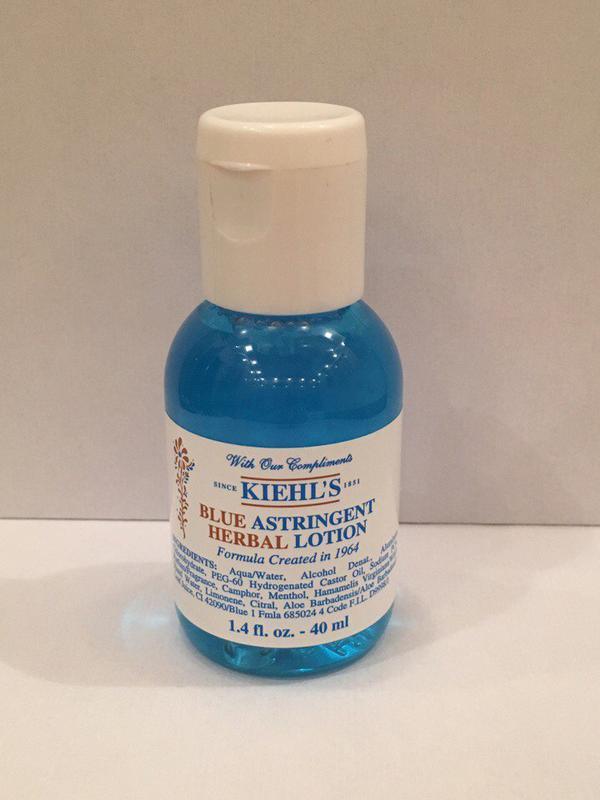 With Our Compliments
SINCE KIEHL'S 1851
BLUE ASTRINGENT
HERBAL LOTION
Formula Created in 1964
INGREDIENTS: Aqua/Water, Alcohol Denat.,
PEG-60 Hydrogenated Castor Oil, Sodium
Camphor, Menthol, Hamamelis
Water, Limonene, Citral, Aloe Barbadensis/Aloe
CI 42090/Blue 1 Fmla 685024 4 Code F.I.L.
1.4 fl. oz. - 40 ml